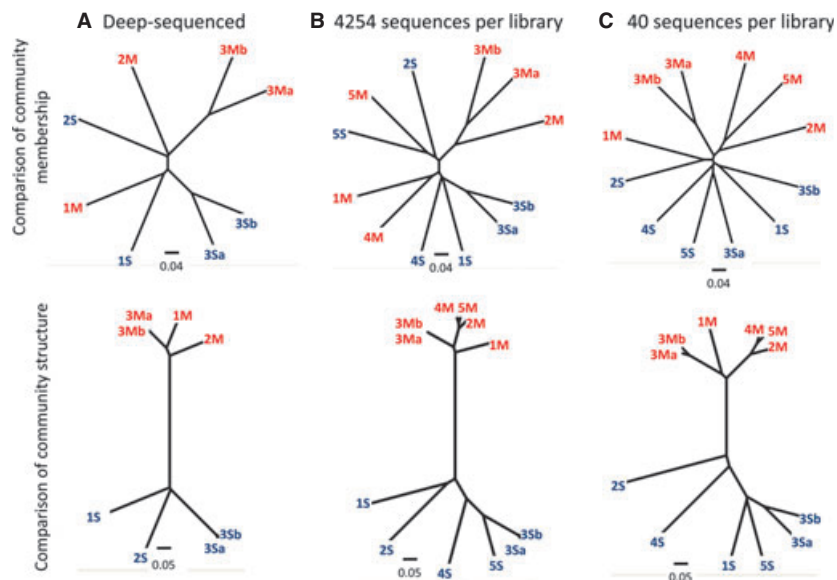 A Deep-sequenced
B 4254 sequences per library
C 40 sequences per library
Comparison of community
membership
2M
3Mb
3Ma
2S
1M
1S
3Sa
3Sb
0.04
2S
3Mb
3Ma
5M
2M
5S
1M
4M
4S
1S
3Sa
3Sb
0.04
3Ma
4M
3Mb
5M
1M
2M
2S
3Sb
4S
1S
5S
3Sa
0.04
Comparison of community structure
3Ma
1M
3Mb
2M
1S
2S
3Sb
3Sa
0.05
4M 5M
3Mb
2M
3Ma
1M
1S
2S
3Sb
3Sa
4S
5S
0.05
3Mb
1M
4M
5M
3Ma
2M
2S
4S
3Sb
3Sa
1S
5S
0.05